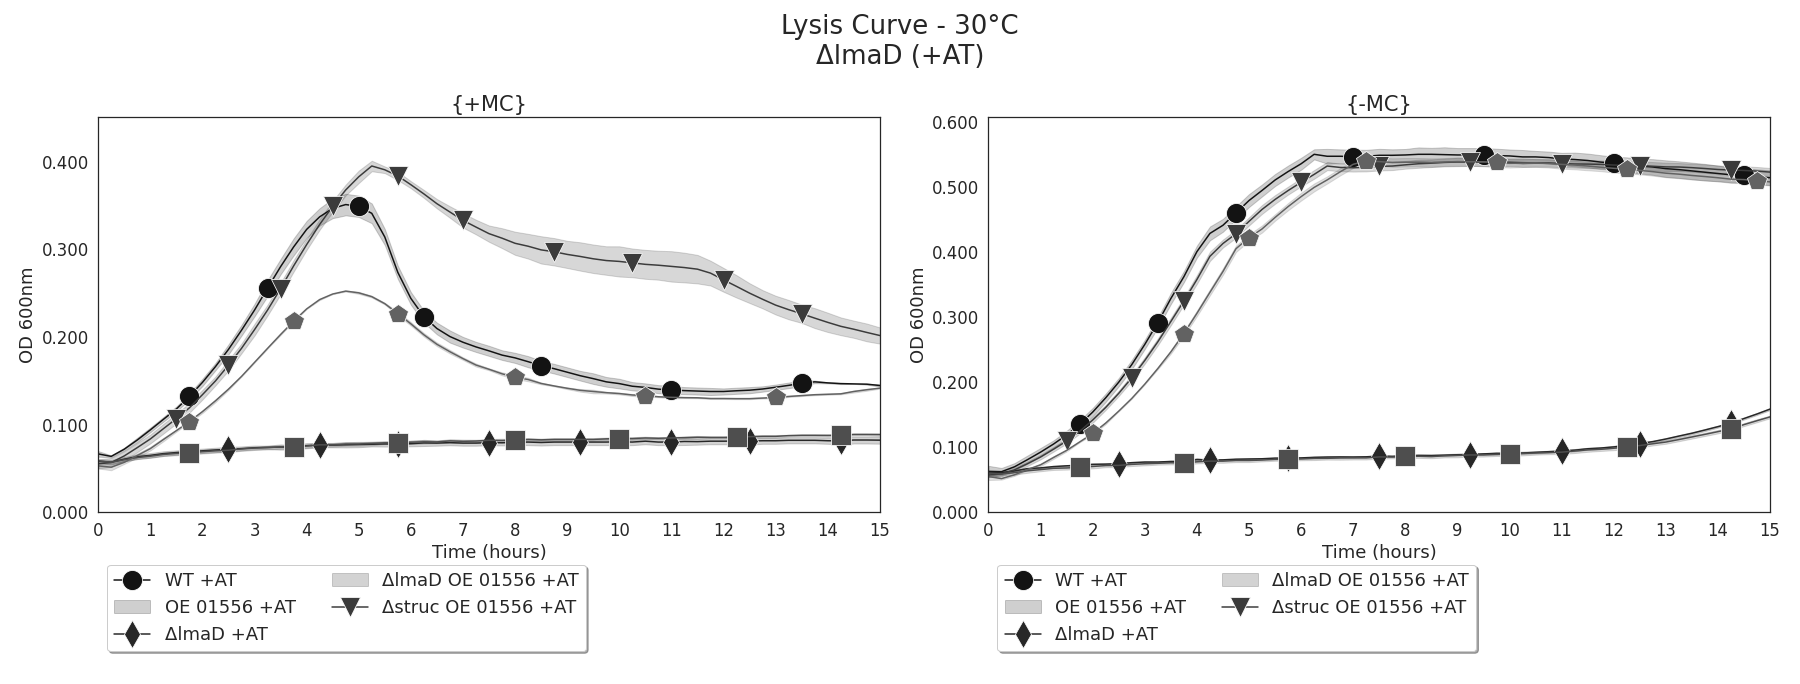 Lysis Curve - 30°C
ΔlmaD (+AT)
{+MC}
0.400
0.300
0.200
0.100
0.000
OD 600nm
0 1 2 3 4 5 6 7 8 9 10 11 12 13 14 15
Time (hours)
WT +AT
OE 01556 +AT
ΔlmaD +AT
ΔlmaD OE 01556 +AT
Δstruc OE 01556 +AT
{-MC}
0.600
0.500
0.400
0.300
0.200
0.100
0.000
OD 600nm
0 1 2 3 4 5 6 7 8 9 10 11 12 13 14 15
Time (hours)
WT +AT
OE 01556 +AT
ΔlmaD +AT
ΔlmaD OE 01556 +AT
Δstruc OE 01556 +AT